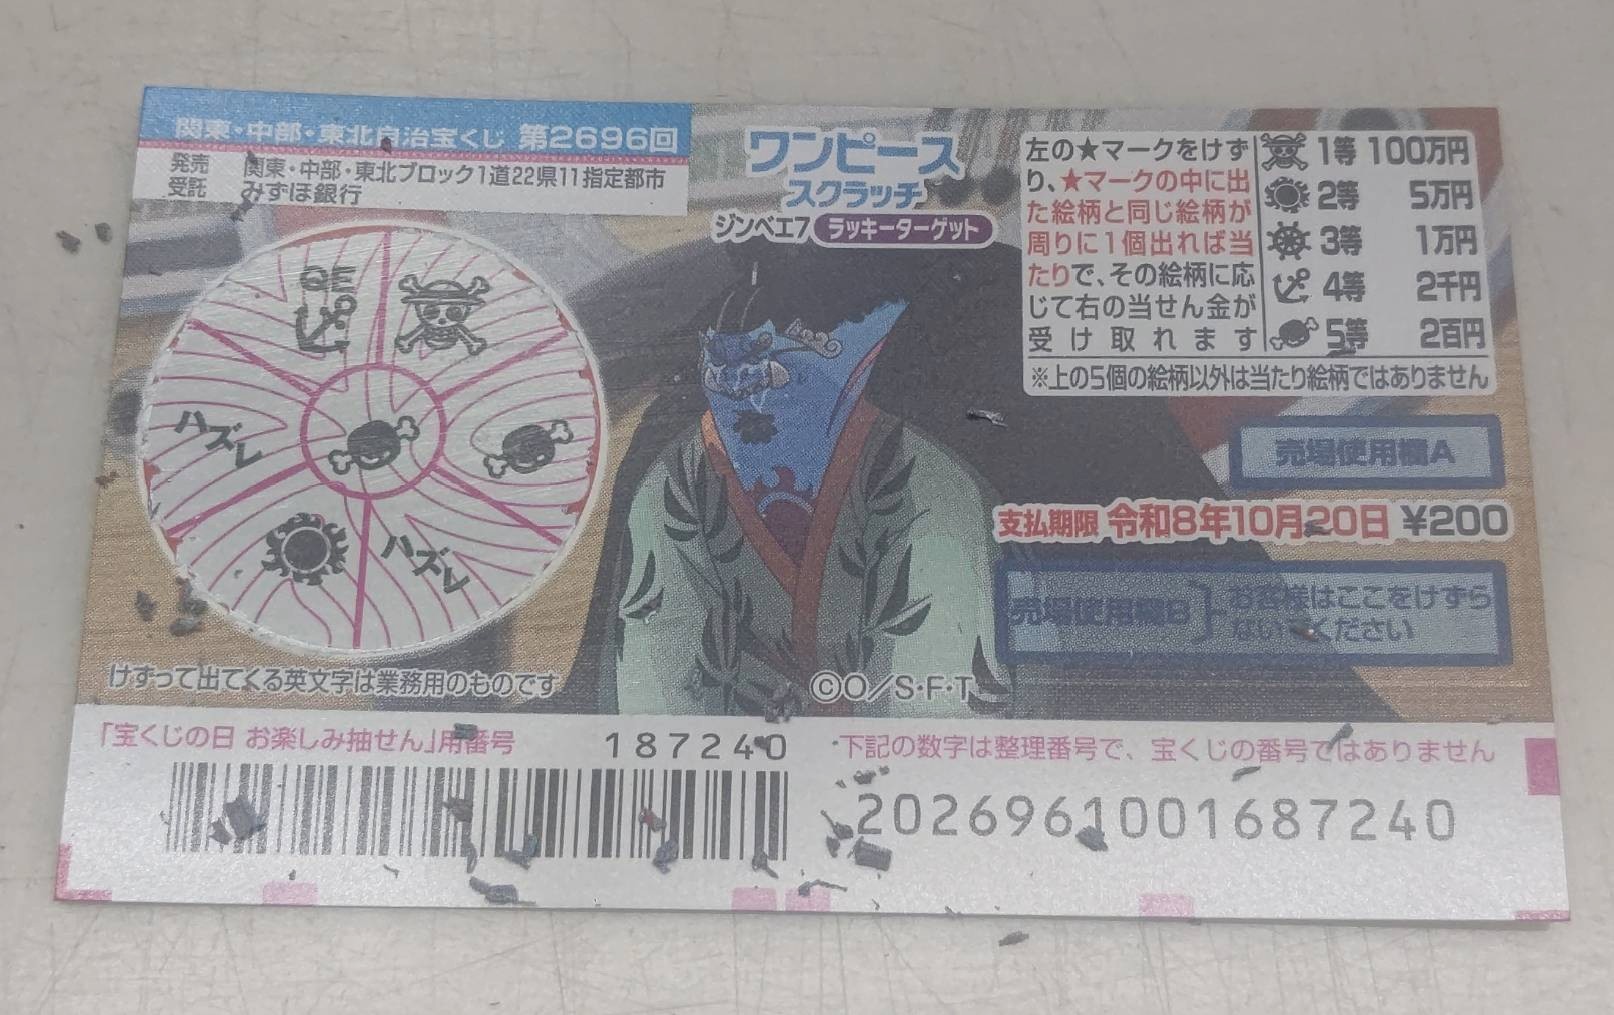 関東・中部・東北自治宝くじ 第2696回
発売 関東・中部・東北ブロック1道22県11指定都市
受託 みずほ銀行
ワンピース
スクラッチ
ジンベエ7 ラッキーターゲット
左の★マークをけず
り、★マークの中に出
た絵柄と同じ絵柄が
周りに1個出れば当
たりで、その絵柄に応
じて右の当せん金が
受け取れます
1等 100万円
2等 5万円
3等 1万円
4等 2千円
5等 2百円
※上の5個の絵柄以外は当たり絵柄ではありません
QE
ハズレ
ハズレ
売場使用欄A
支払期限 令和8年10月20日 ¥200
売場使用欄B } お客様はここをけずら
ないでください
けずって出てくる英文字は業務用のものです
©O/S・F・T
「宝くじの日 お楽しみ抽せん」用番号 187240
下記の数字は整理番号で、宝くじの番号ではありません
2026961001687240